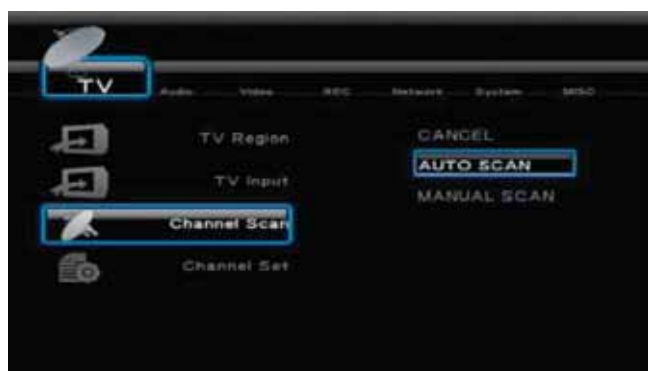 TV Audio Video REC Network System MISC
TV Region
TV Input
Channel Scan
Channel Set
CANCEL
AUTO SCAN
MANUAL SCAN